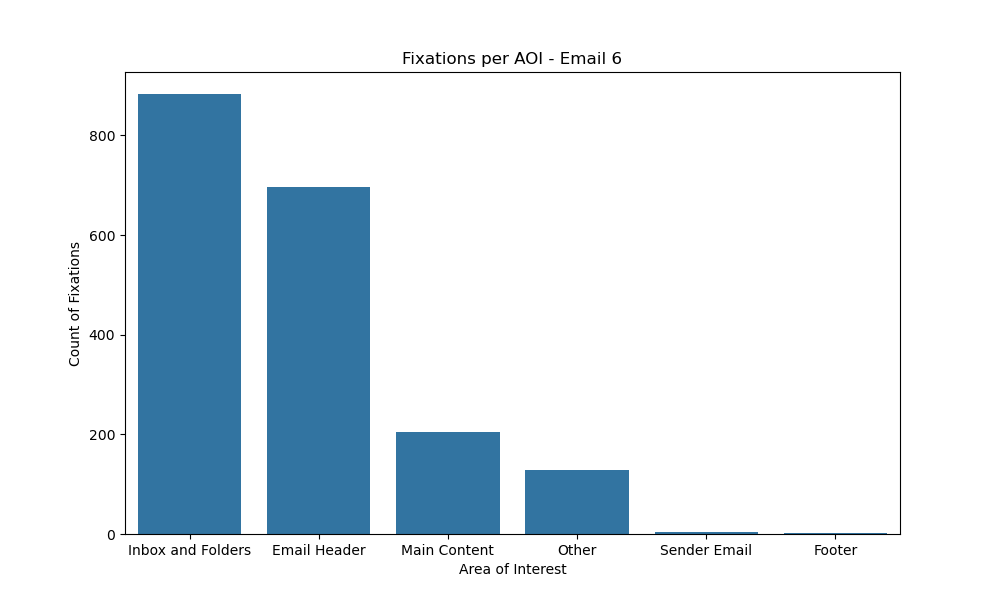 Fixations per AOI - Email 6
Count of Fixations
800
600
400
200
0
Inbox and Folders
Email Header
Main Content
Other
Sender Email
Footer
Area of Interest